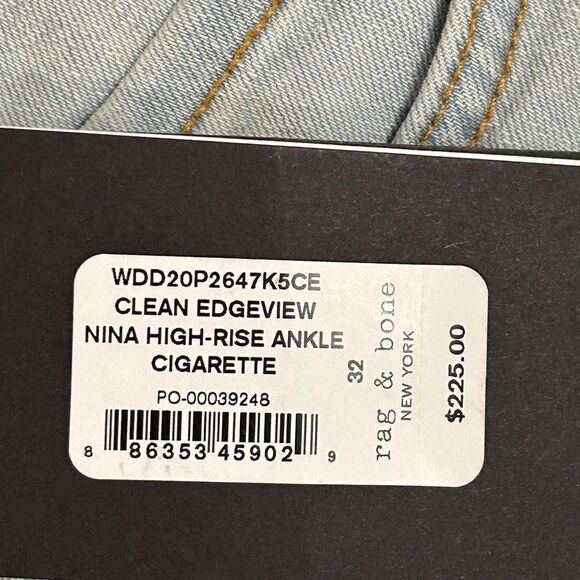 WDD20P2647K5CE
CLEAN EDGEVIEW
NINA HIGH-RISE ANKLE
CIGARETTE
PO-00039248
8 86353 45902 9
32
rag & bone
NEW YORK
$225.00